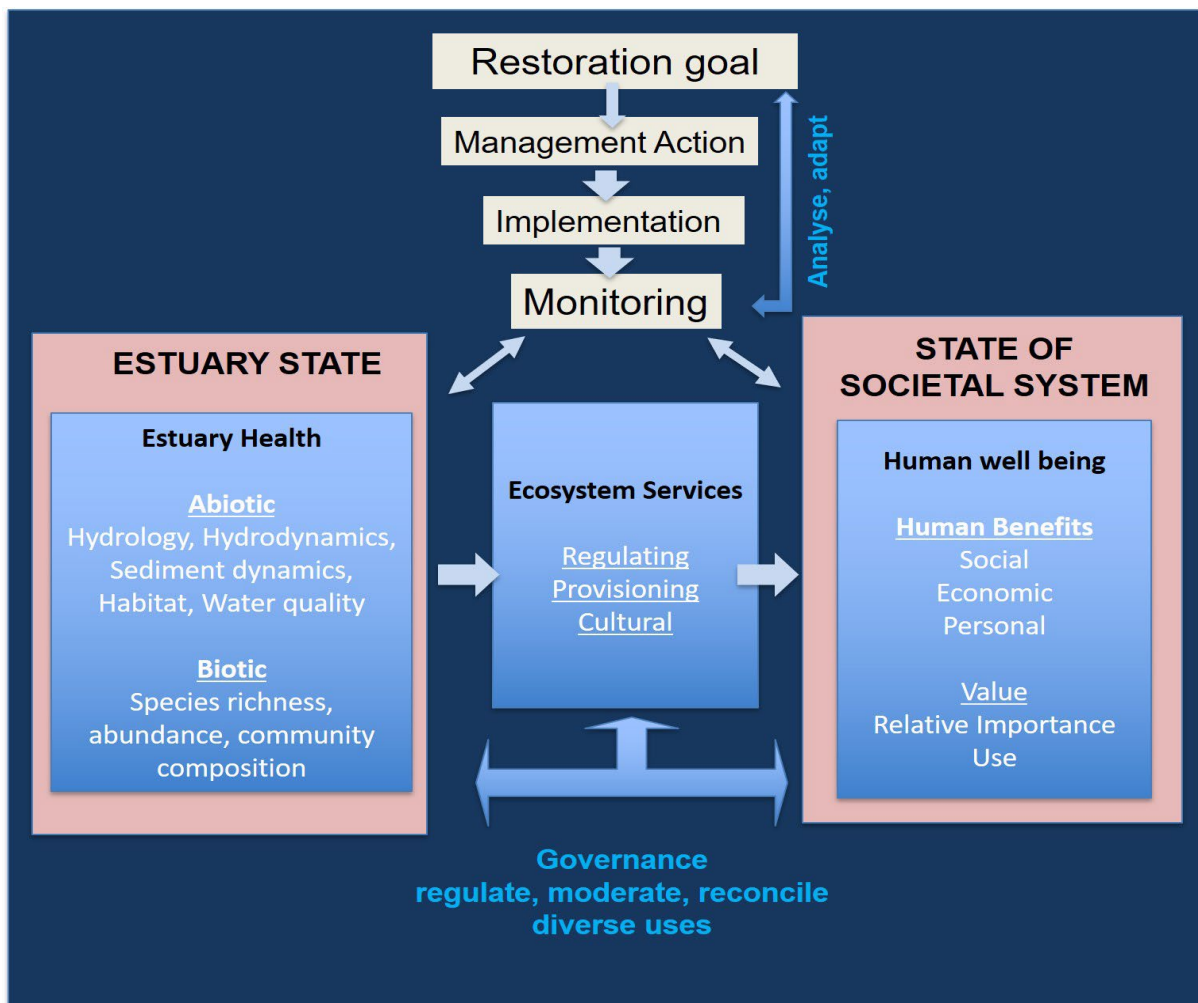 Restoration goal
Management Action
Implementation
Monitoring
Analyse, adapt
ESTUARY STATE
Estuary Health
Abiotic
Hydrology, Hydrodynamics,
Sediment dynamics,
Habitat, Water quality
Biotic
Species richness,
abundance, community
composition
Ecosystem Services
Regulating
Provisioning
Cultural
STATE OF
SOCIETAL SYSTEM
Human well being
Human Benefits
Social
Economic
Personal
Value
Relative Importance
Use
Governance
regulate, moderate, reconcile
diverse uses